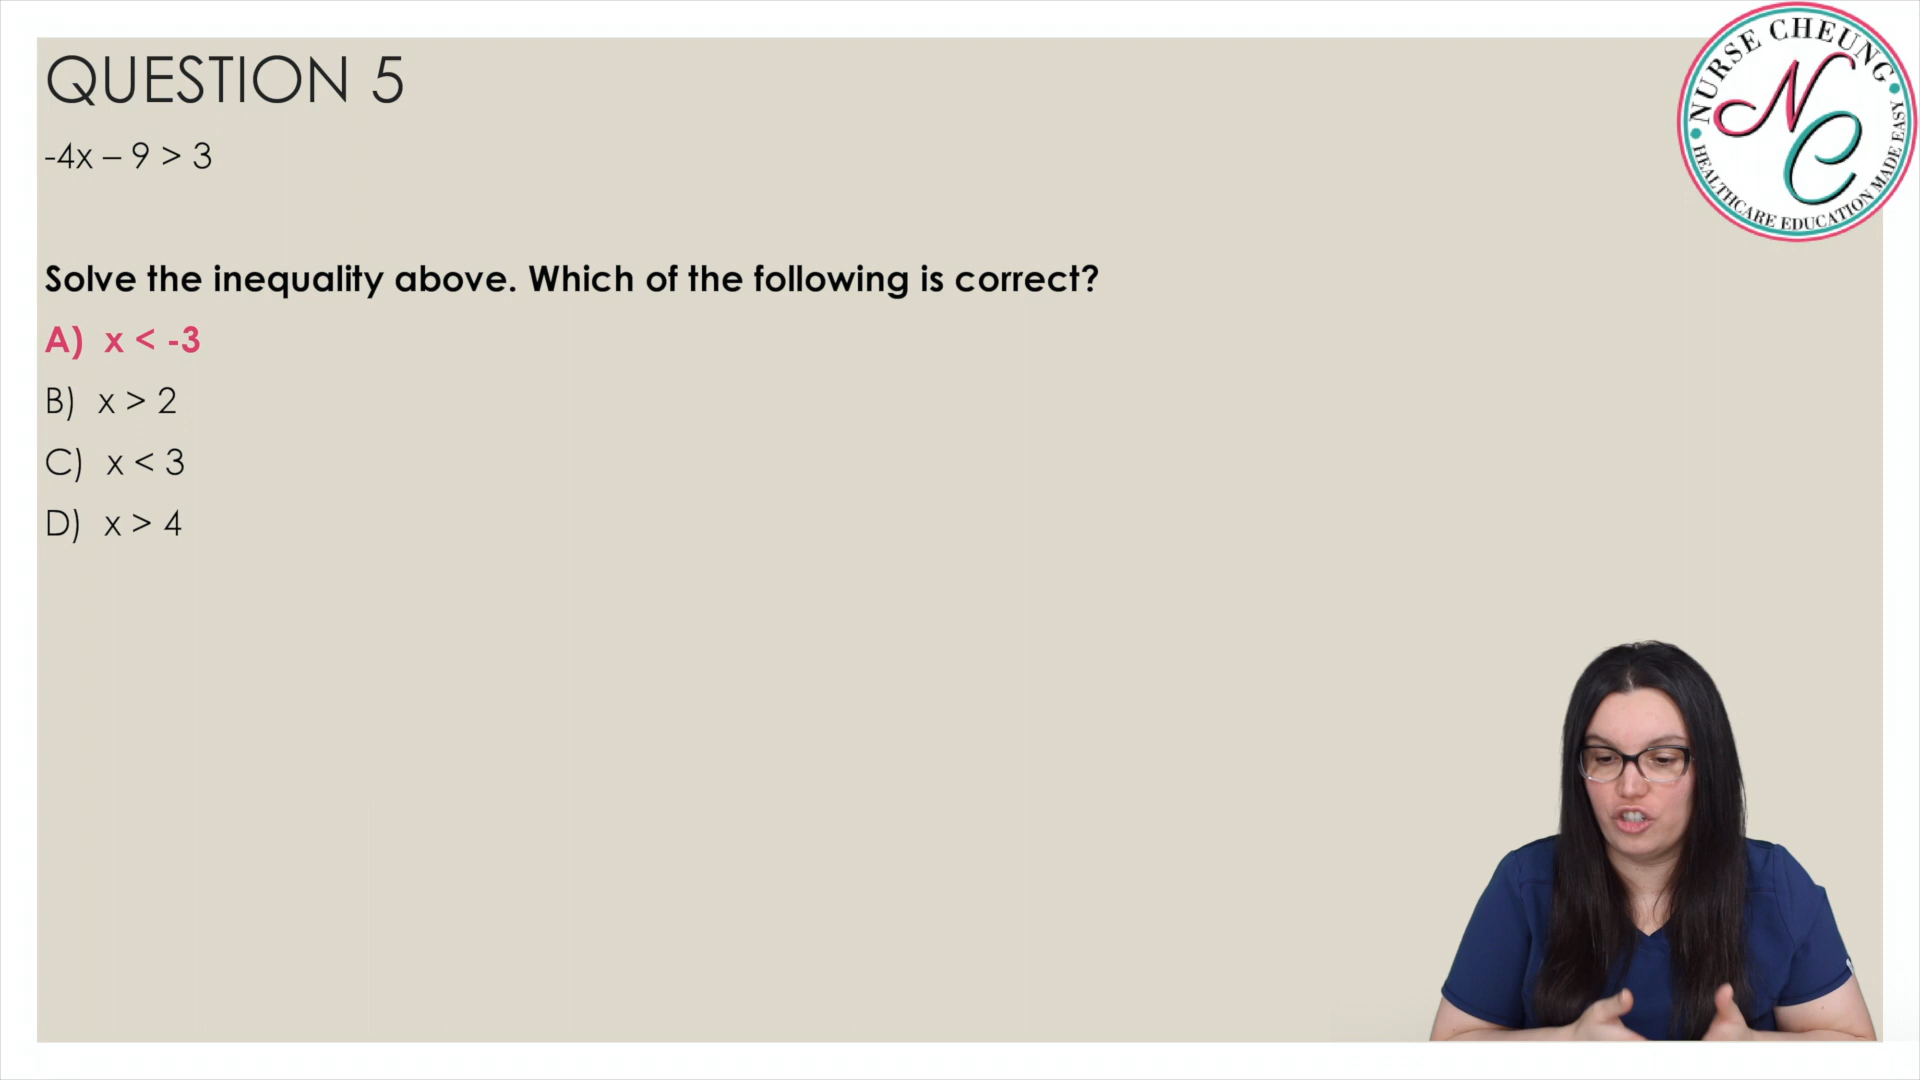 QUESTION 5
-4x – 9 > 3
Solve the inequality above. Which of the following is correct?
A) x < -3
B) x > 2
C) x < 3
D) x > 4
NURSE CHEUNG
NC
HEALTHCARE EDUCATION MADE EASY